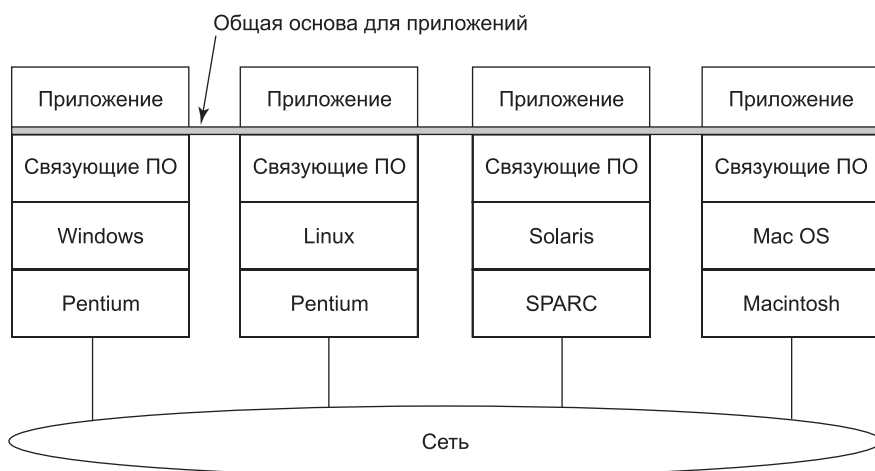 Общая основа для приложений
Приложение Приложение Приложение Приложение
Связующие ПО Связующие ПО Связующие ПО Связующие ПО
Windows Linux Solaris Mac OS
Pentium Pentium SPARC Macintosh
Сеть